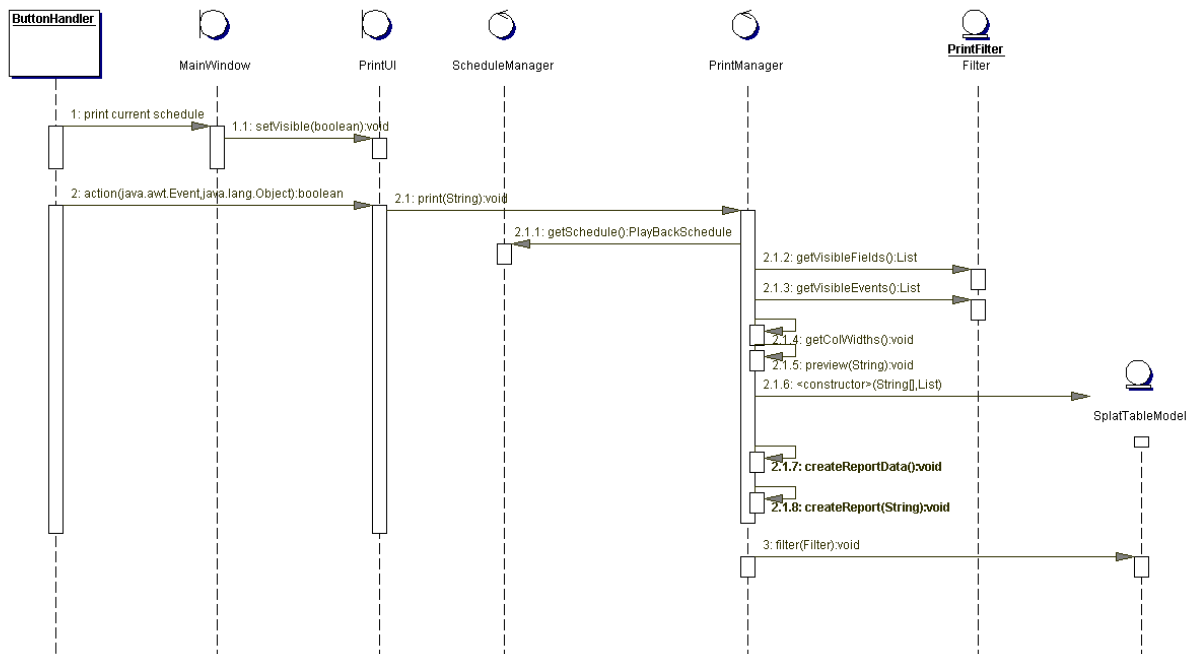 ButtonHandler
MainWindow
PrintUI
ScheduleManager
PrintManager
PrintFilter
Filter
1: print current schedule
1.1: setVisible(boolean):void
2: action(java.awt.Event,java.lang.Object):boolean
2.1: print(String):void
2.1.1: getSchedule():PlayBackSchedule
2.1.2: getVisibleFields():List
2.1.3: getVisibleEvents():List
2.1.4: getColWidths():void
2.1.5: preview(String):void
2.1.6: <constructor>(String[],List)
SplatTableModel
2.1.7: createReportData():void
2.1.8: createReport(String):void
3: filter(Filter):void